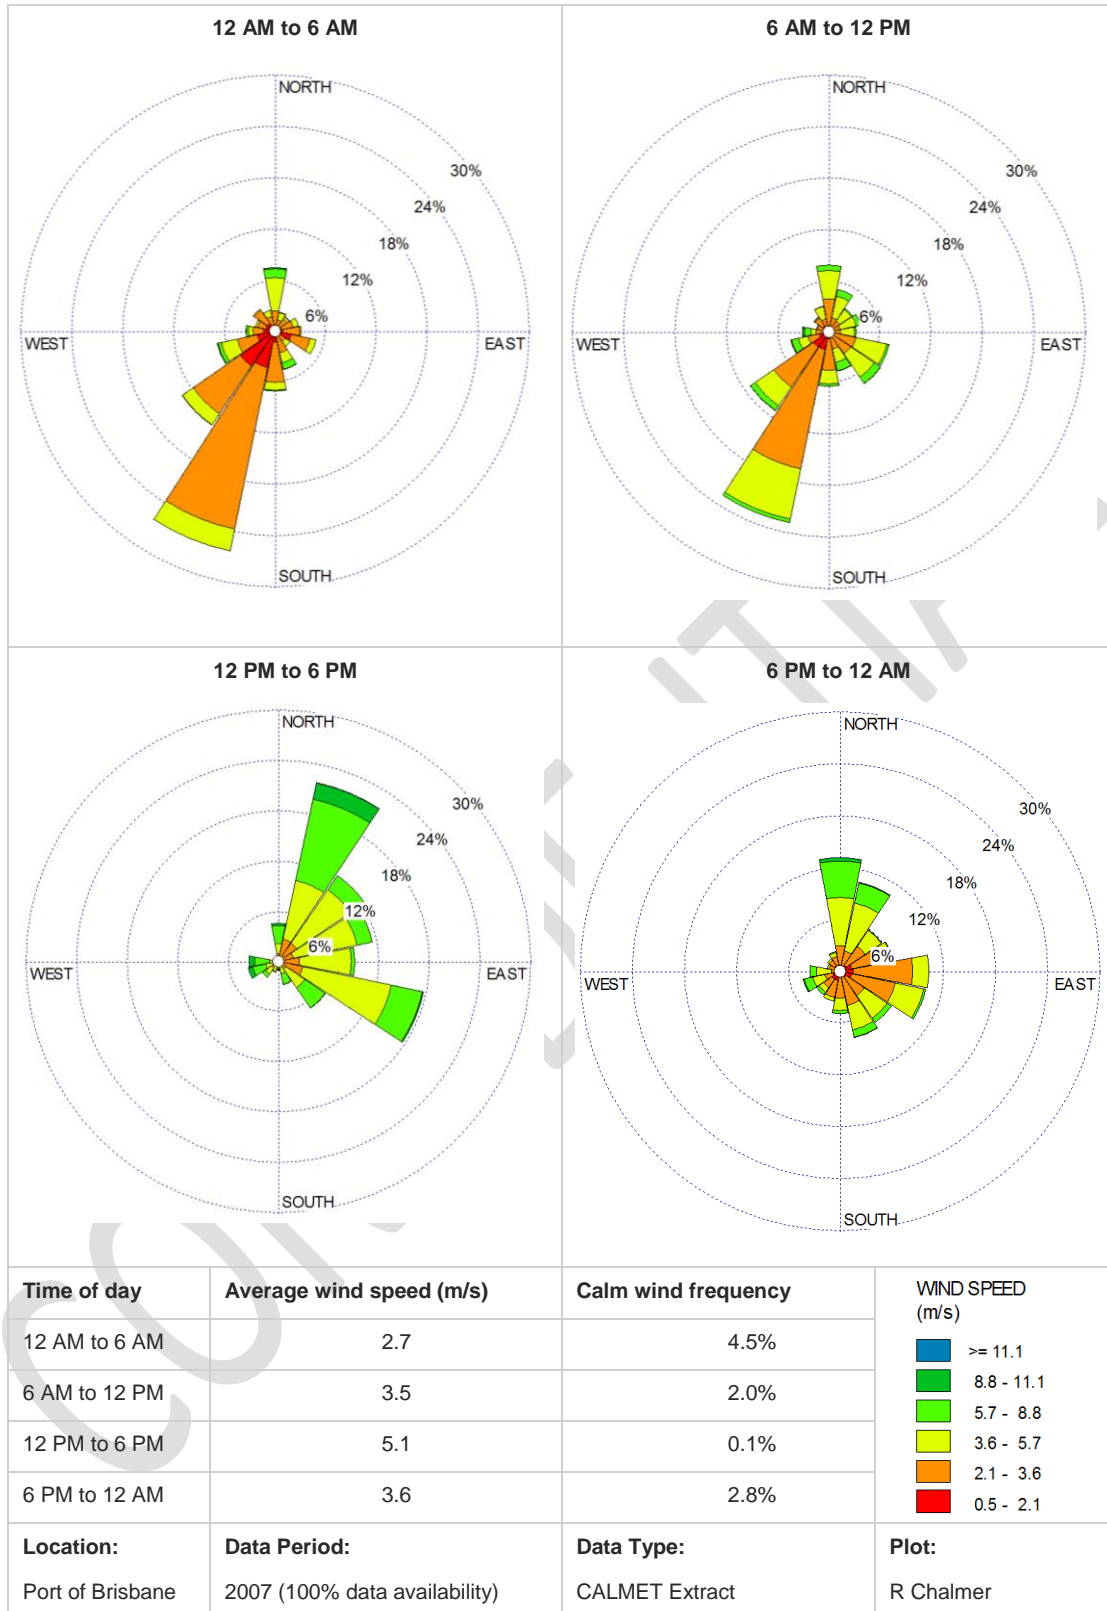 12 AM to 6 AM
NORTH
30%
24%
18%
12%
6%
WEST
EAST
SOUTH
6 AM to 12 PM
NORTH
30%
24%
18%
12%
6%
WEST
EAST
SOUTH
12 PM to 6 PM
NORTH
30%
24%
18%
12%
6%
WEST
EAST
SOUTH
6 PM to 12 AM
NORTH
30%
24%
18%
12%
6%
WEST
EAST
SOUTH
Time of day Average wind speed (m/s) Calm wind frequency
12 AM to 6 AM 2.7 4.5%
6 AM to 12 PM 3.5 2.0%
12 PM to 6 PM 5.1 0.1%
6 PM to 12 AM 3.6 2.8%
WIND SPEED
(m/s)
>= 11.1
8.8 - 11.1
5.7 - 8.8
3.6 - 5.7
2.1 - 3.6
0.5 - 2.1
Location: Data Period: Data Type: Plot:
Port of Brisbane 2007 (100% data availability) CALMET Extract R Chalmer